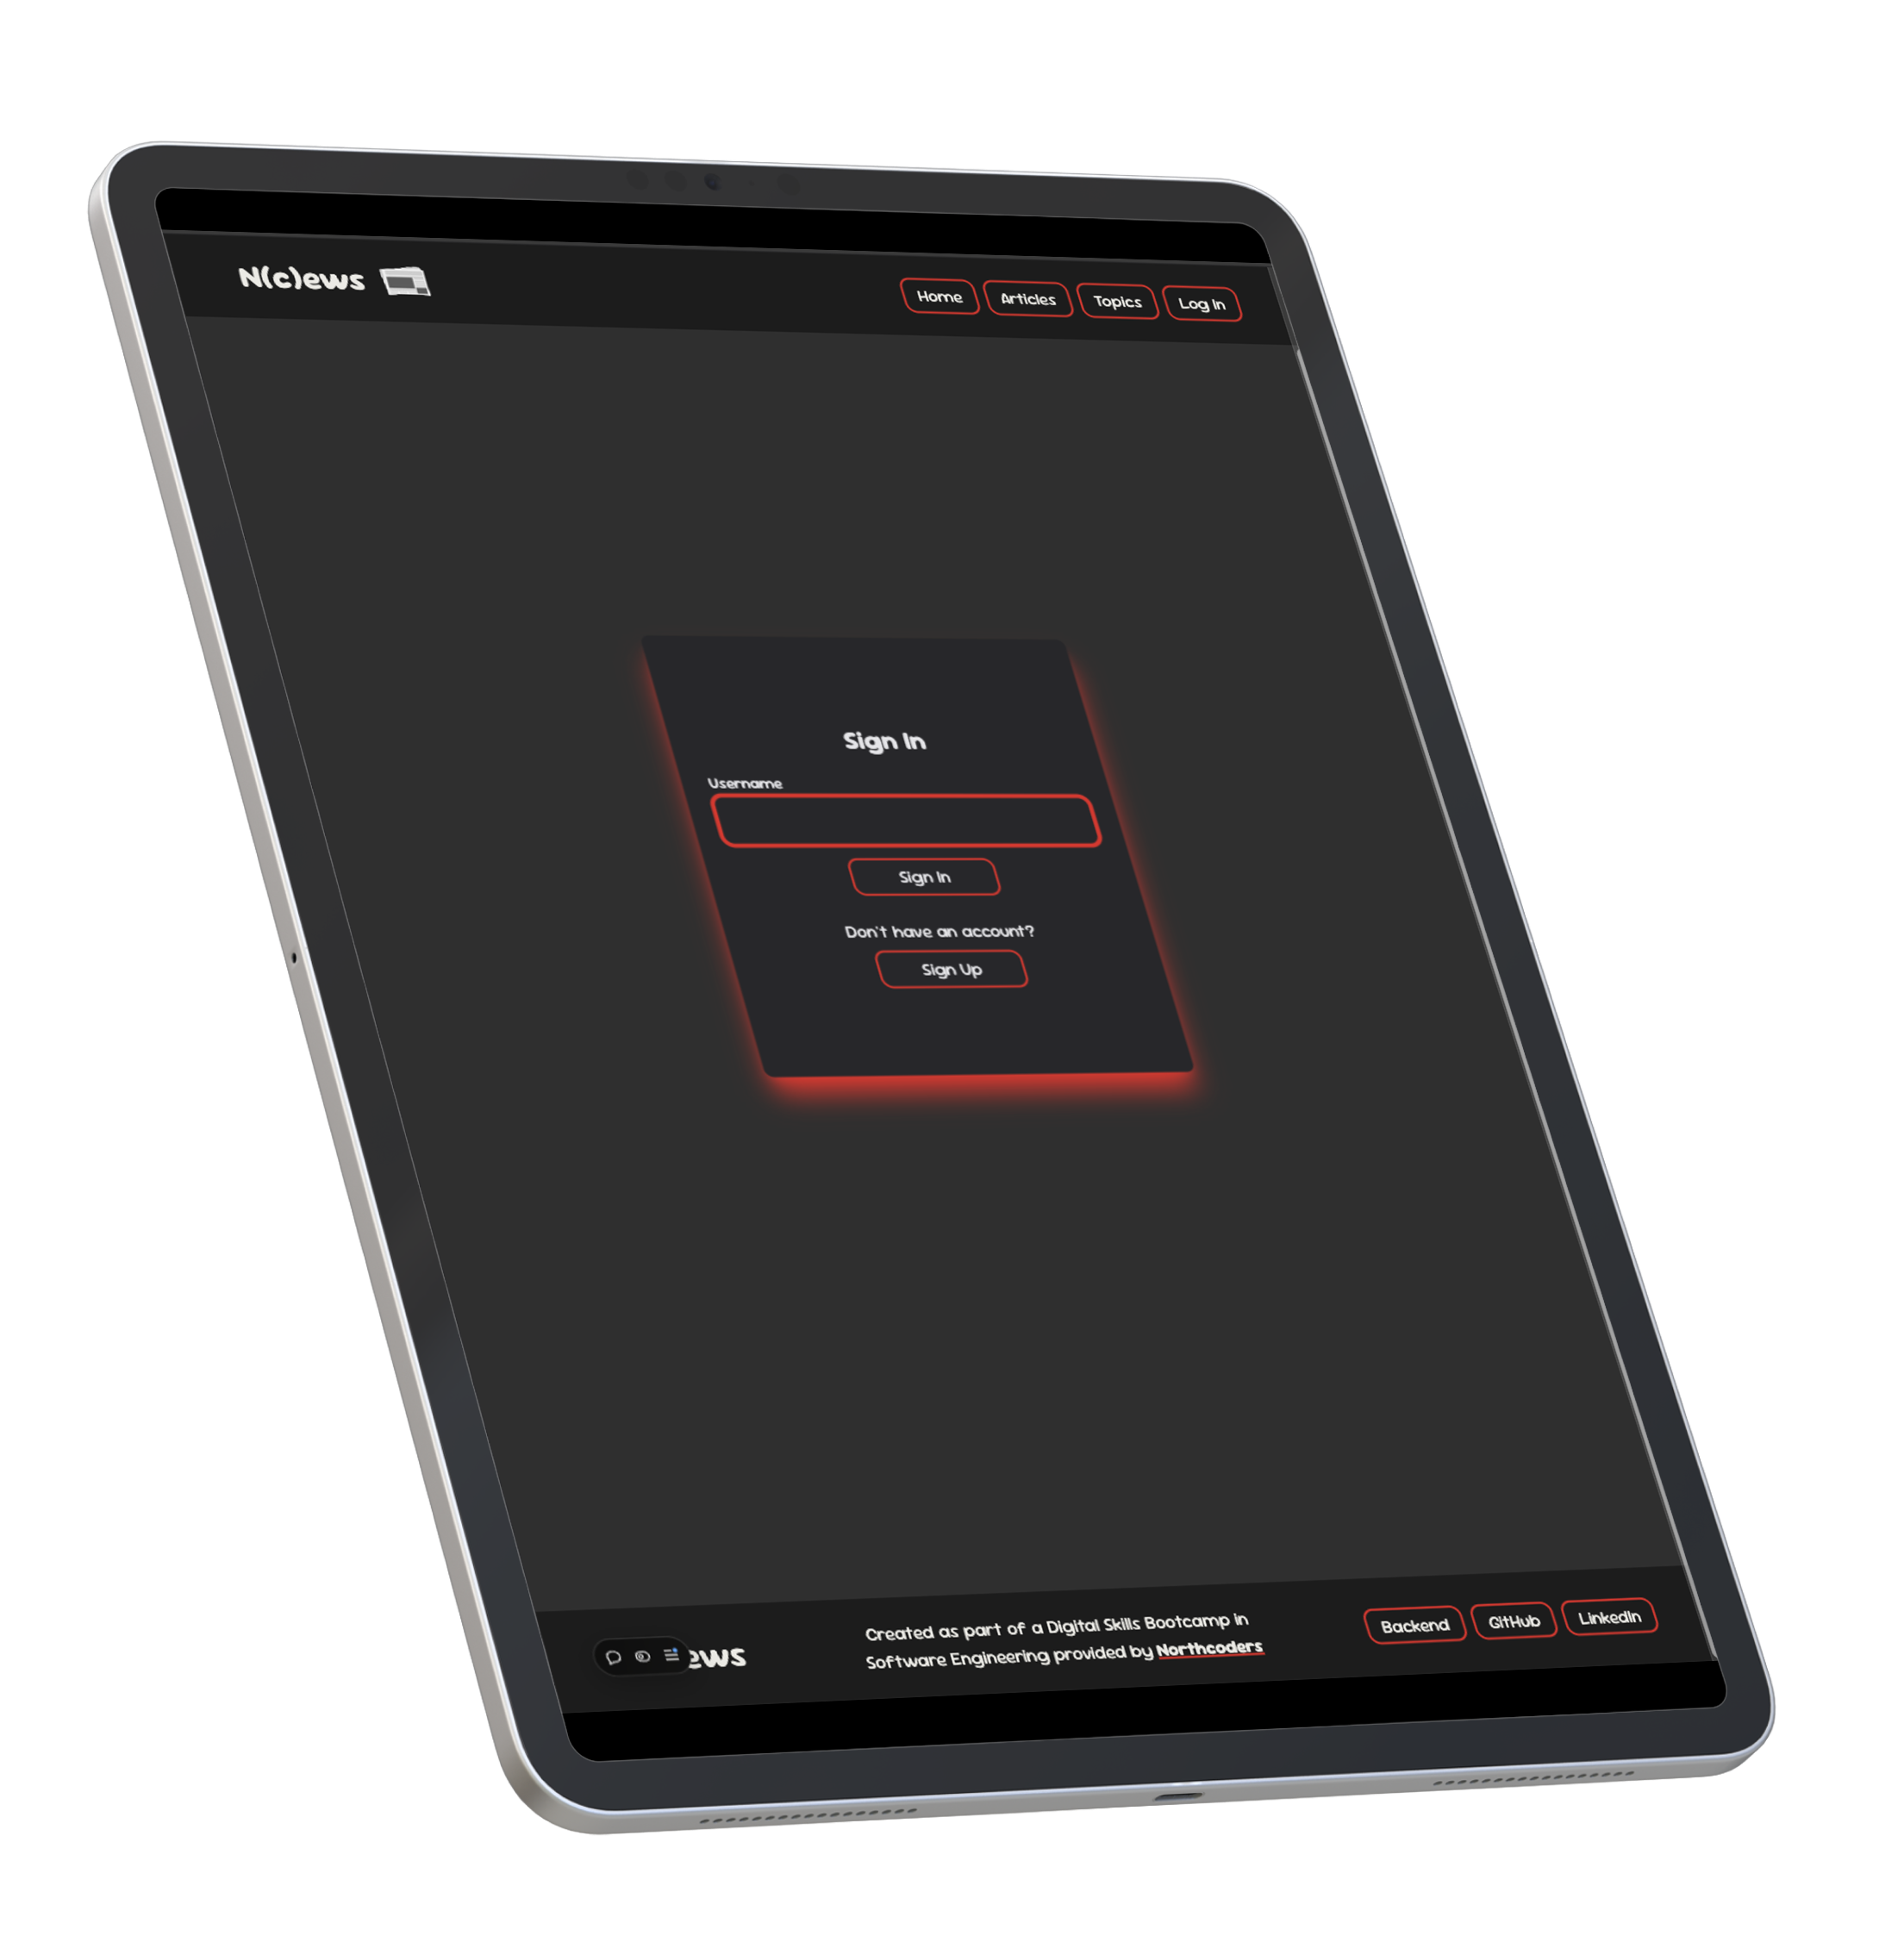 N(c)ews
Home Articles Topics Log In
Sign In
Username
Sign In
Don't have an account?
Sign Up
ews
Created as part of a Digital Skills Bootcamp in
Software Engineering provided by Northcoders
Backend GitHub LinkedIn